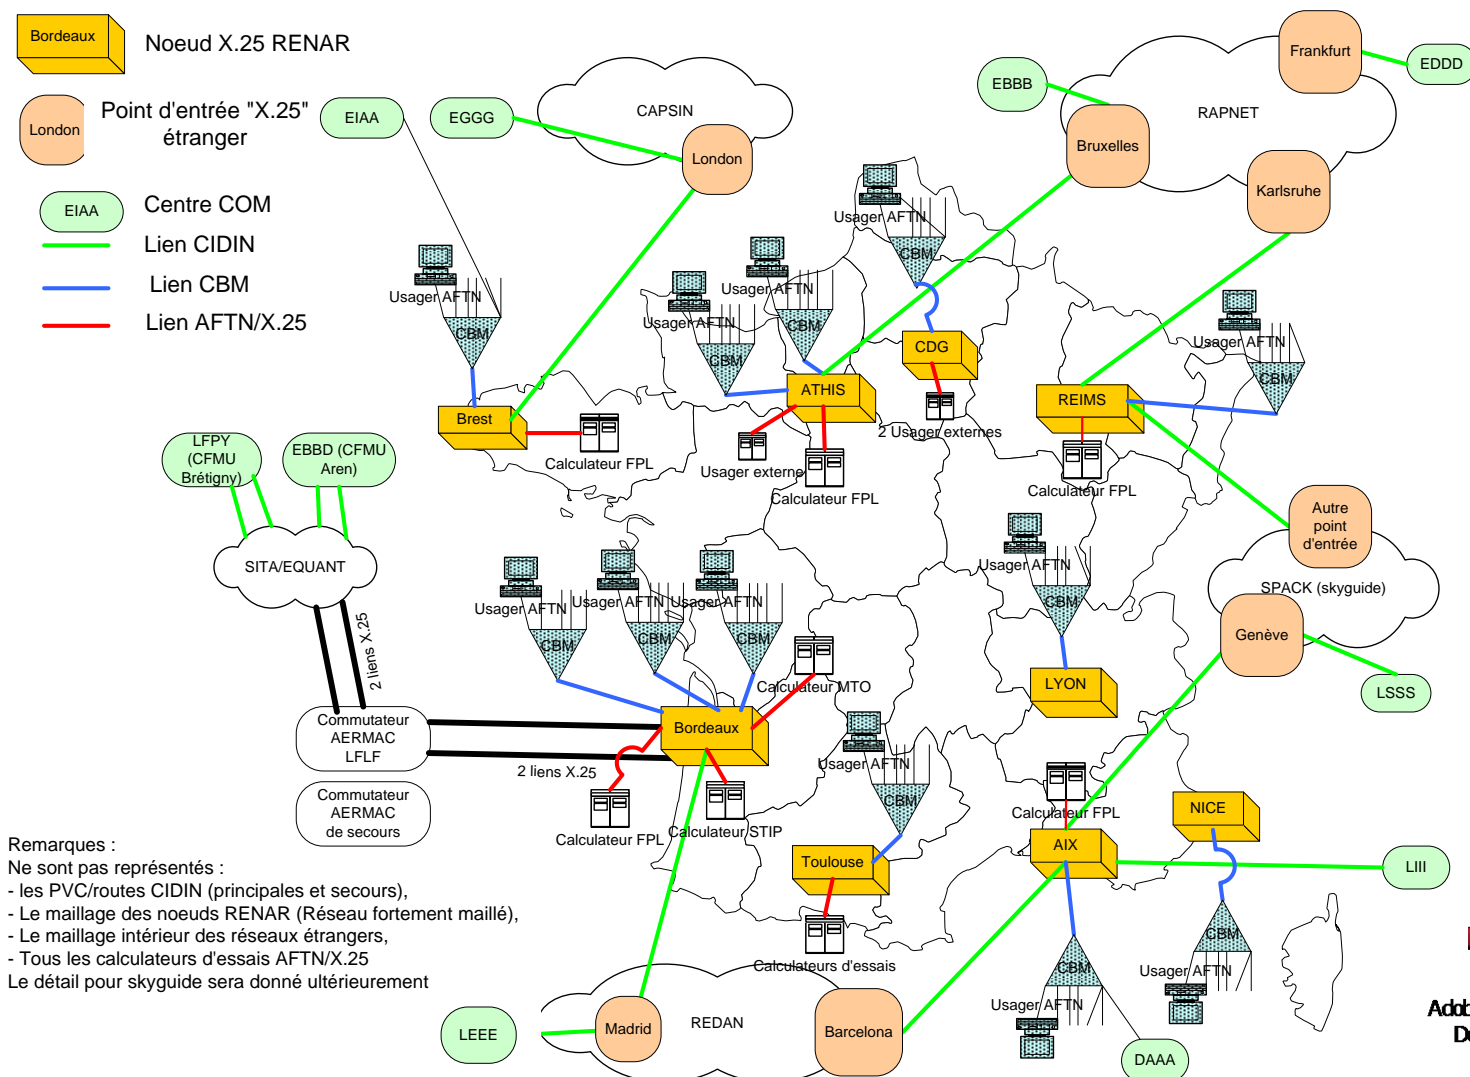 Bordeaux
Noeud X.25 RENAR
London
Point d'entrée "X.25"
étranger
EIAA
Centre COM
Lien CIDIN
Lien CBM
Lien AFTN/X.25
EIAA
EGGG
CAPSIN
London
EBBB
Frankfurt
EDDD
RAPNET
Bruxelles
Karlsruhe
Usager AFTN
CBM
Usager AFTN
CBM
Usager AFTN
CBM
Usager AFTN
CBM
Usager AFTN
CBM
CDG
ATHIS
REIMS
Brest
2 Usager externes
Usager externe
Calculateur FPL
Calculateur FPL
Calculateur FPL
LFPY
(CFMU
Brétigny)
EBBD (CFMU
Aren)
SITA/EQUANT
2 liens X.25
Autre
point
d'entrée
SPACK (skyguide)
Genève
LSSS
Usager AFTN
CBM
Usager AFTN
CBM
Usager AFTN
CBM
Usager AFTN
CBM
Calculateur MTO
LYON
Commutateur
AERMAC
LFLF
Bordeaux
2 liens X.25
Commutateur
AERMAC
de secours
Calculateur FPL
Calculateur STIP
Usager AFTN
CBM
Calculateur FPL
NICE
AIX
Toulouse
LIII
Calculateurs d'essais
CBM
Usager AFTN
CBM
Usager AFTN
Remarques :
Ne sont pas représentés :
- les PVC/routes CIDIN (principales et secours),
- Le maillage des noeuds RENAR (Réseau fortement maillé),
- Le maillage intérieur des réseaux étrangers,
- Tous les calculateurs d'essais AFTN/X.25
Le détail pour skyguide sera donné ultérieurement
LEEE
Madrid
REDAN
Barcelona
DAAA